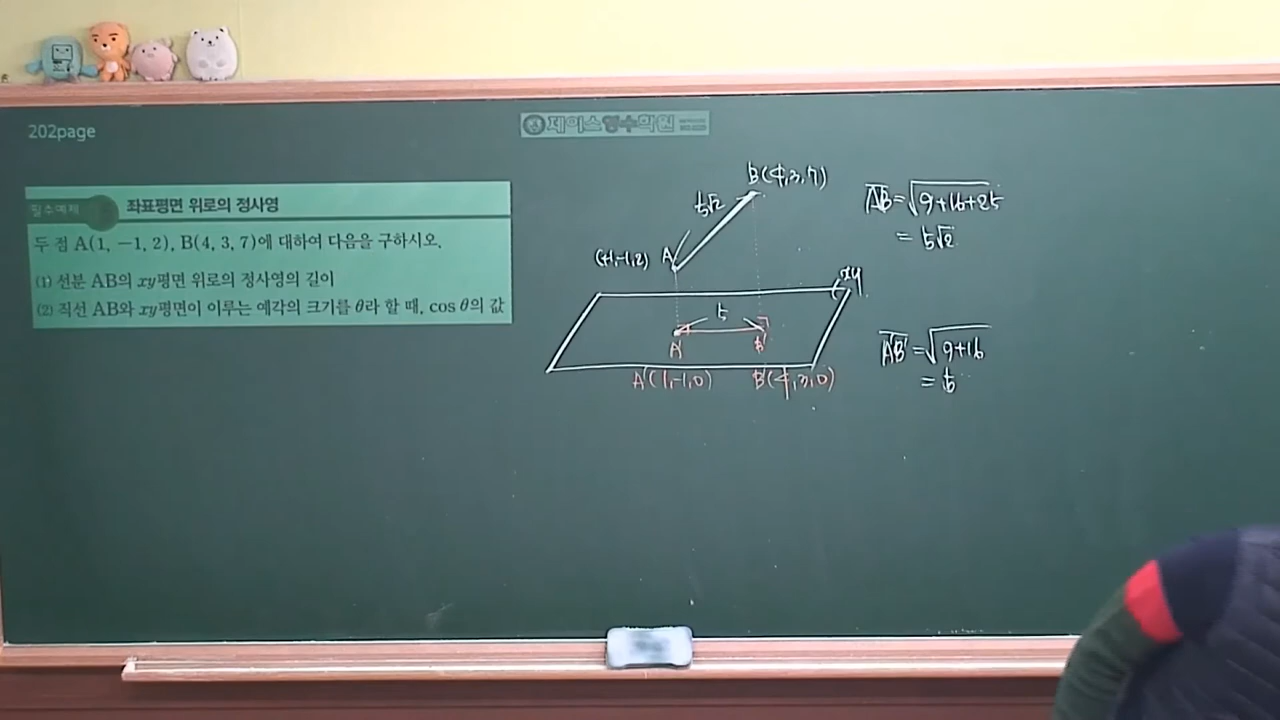 202page
제이스영수학원
필수예제
좌표평면 위로의 정사영
두 점 A(1, −1, 2), B(4, 3, 7)에 대하여 다음을 구하시오.
(1) 선분 AB의 xy평면 위로의 정사영의 길이
(2) 직선 AB와 xy평면이 이루는 예각의 크기를 θ라 할 때, cos θ의 값
B(4,3,7)
5√2
A
xy
5
A'
B'
A'(1,-1,0) B'(4,3,0)
AB = √9+16+25
= 5√2
A'B' = √9+16
= 5